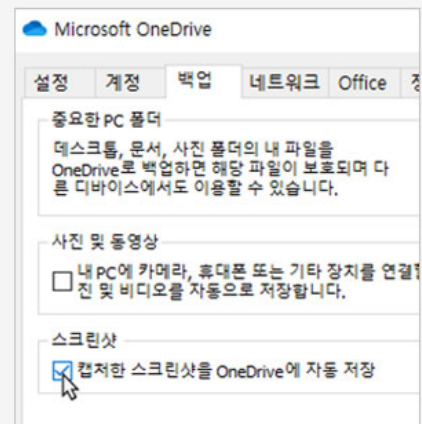 Microsoft OneDrive
설정 계정 백업 네트워크 Office
중요한 PC 폴더
데스크톱, 문서, 사진 폴더의 내 파일을
OneDrive로 백업하면 해당 파일이 보호되며 다
른 디바이스에서도 이용할 수 있습니다.
사진 및 동영상
내 PC에 카메라, 휴대폰 또는 기타 장치를 연결
진 및 비디오를 자동으로 저장합니다.
스크린샷
캡처한 스크린샷을 OneDrive에 자동 저장